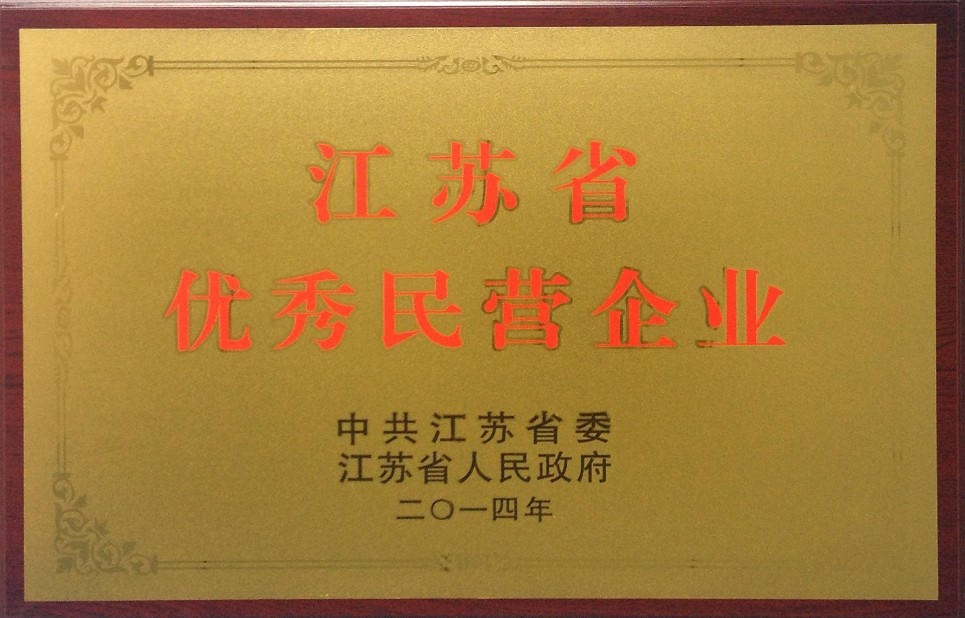 江苏省
优秀民营企业
中共江苏省委
江苏省人民政府
二〇一四年